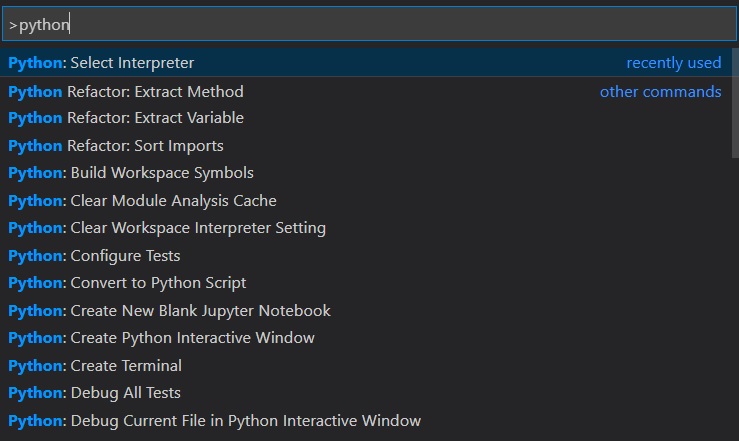 >python
Python: Select Interpreter recently used
Python Refactor: Extract Method other commands
Python Refactor: Extract Variable
Python Refactor: Sort Imports
Python: Build Workspace Symbols
Python: Clear Module Analysis Cache
Python: Clear Workspace Interpreter Setting
Python: Configure Tests
Python: Convert to Python Script
Python: Create New Blank Jupyter Notebook
Python: Create Python Interactive Window
Python: Create Terminal
Python: Debug All Tests
Python: Debug Current File in Python Interactive Window